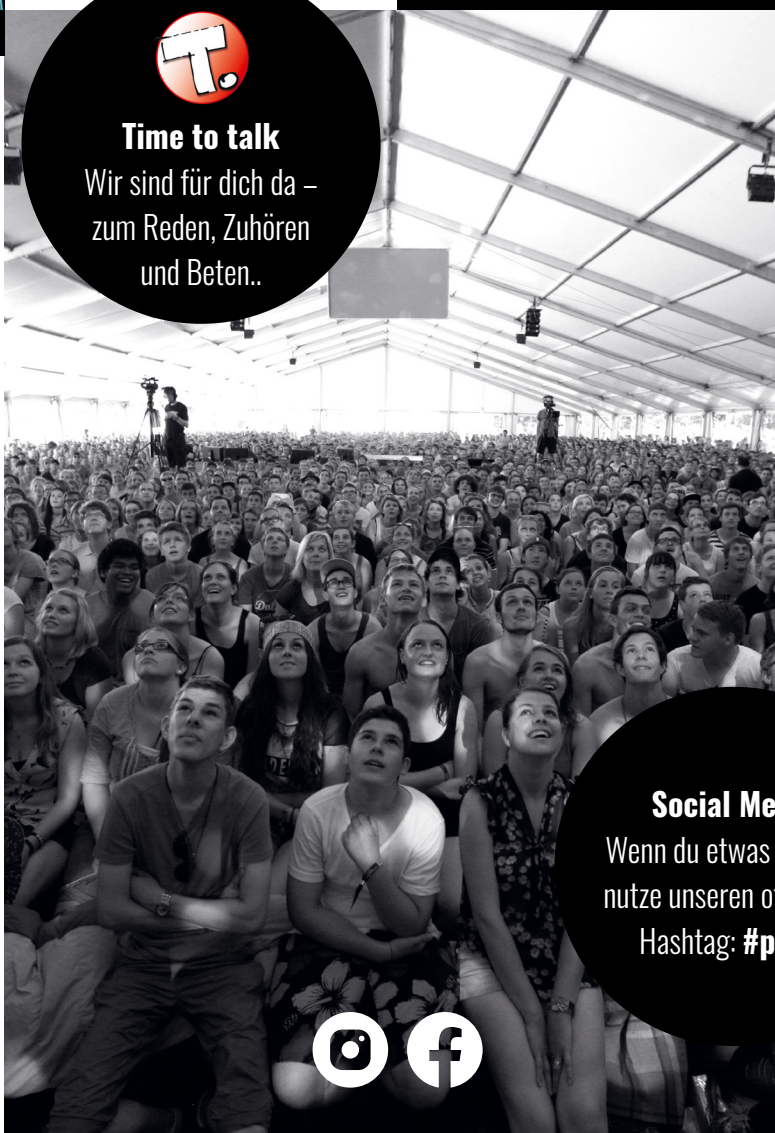 T.
Time to talk
Wir sind für dich da –
zum Reden, Zuhören
und Beten..
Social Me
Wenn du etwas
nutze unseren of
Hashtag: #p